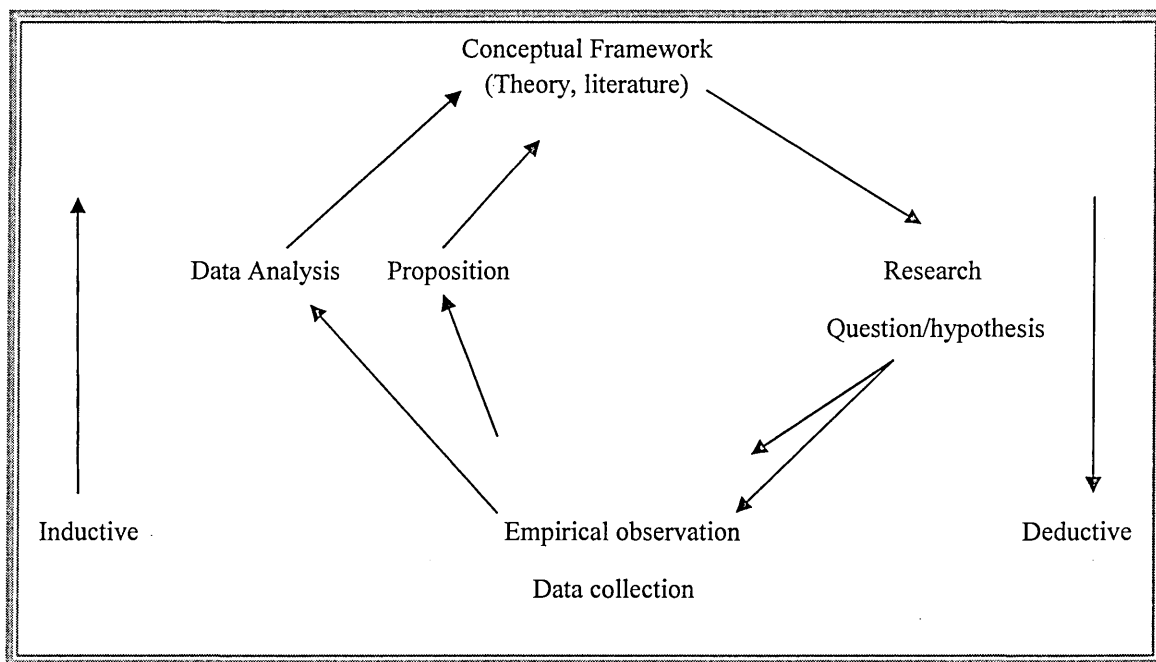 Conceptual Framework
(Theory, literature)
Data Analysis
Proposition
Research
Question/hypothesis
Inductive
Empirical observation
Deductive
Data collection